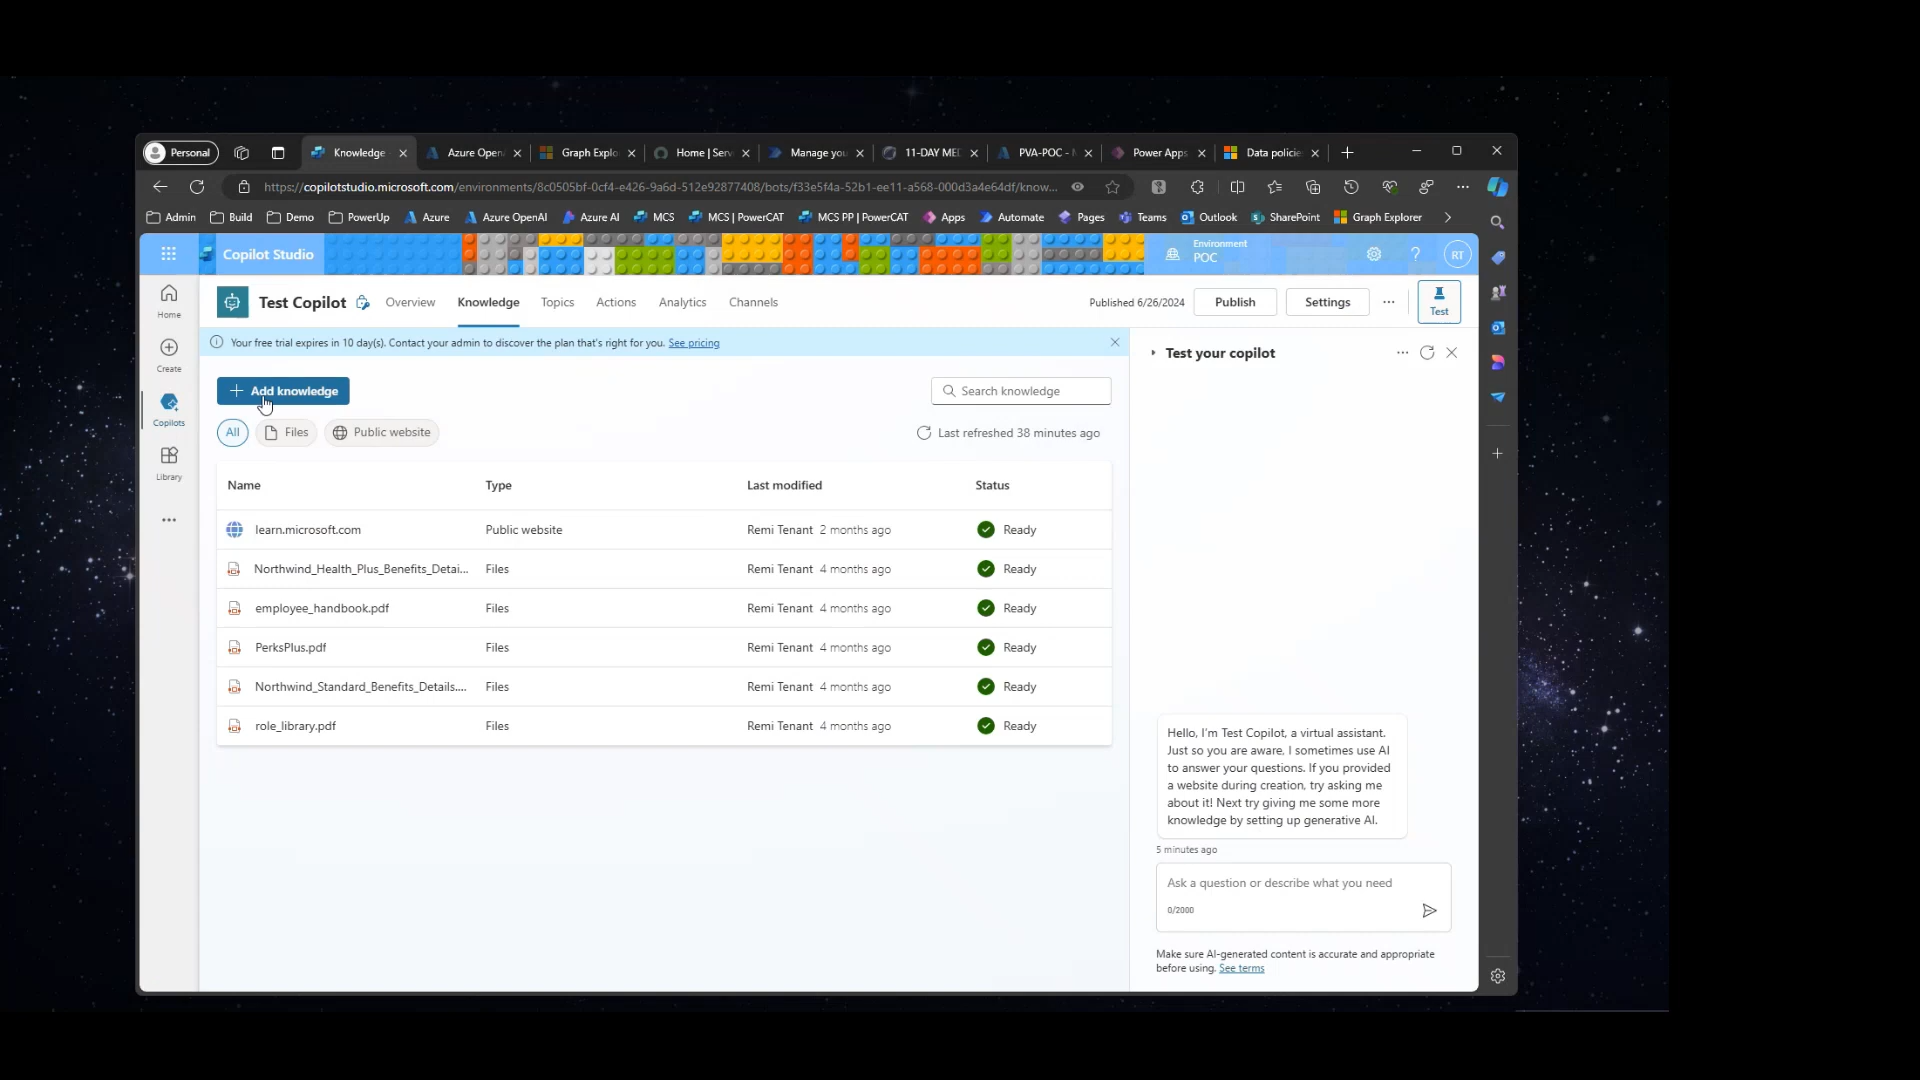 Personal
Knowledge
Azure Open
Graph Explo
Home | Serv
Manage you
11-DAY MED
PVA-POC -
Power Apps
Data policie
https://copilotstudio.microsoft.com/environments/8c0505bf-0cf4-e426-9a6d-512e92877408/bots/f33e5f4a-52b1-ee11-a568-000d3a4e64df/know...
Admin
Build
Demo
PowerUp
Azure
Azure OpenAI
Azure AI
MCS
MCS | PowerCAT
MCS PP | PowerCAT
Apps
Automate
Pages
Teams
Outlook
SharePoint
Graph Explorer
Copilot Studio
Environment
POC
?
RT
Home
Create
Copilots
Library
Test Copilot
Overview
Knowledge
Topics
Actions
Analytics
Channels
Published 6/26/2024
Publish
Settings
Test
Your free trial expires in 10 day(s). Contact your admin to discover the plan that's right for you. See pricing
Add knowledge
Search knowledge
All
Files
Public website
Last refreshed 38 minutes ago
Name Type Last modified Status
learn.microsoft.com Public website Remi Tenant 2 months ago Ready
Northwind_Health_Plus_Benefits_Detai... Files Remi Tenant 4 months ago Ready
employee_handbook.pdf Files Remi Tenant 4 months ago Ready
PerksPlus.pdf Files Remi Tenant 4 months ago Ready
Northwind_Standard_Benefits_Details.... Files Remi Tenant 4 months ago Ready
role_library.pdf Files Remi Tenant 4 months ago Ready
Test your copilot
Hello, I'm Test Copilot, a virtual assistant.
Just so you are aware, I sometimes use AI
to answer your questions. If you provided
a website during creation, try asking me
about it! Next try giving me some more
knowledge by setting up generative AI.
5 minutes ago
Ask a question or describe what you need
0/2000
Make sure AI-generated content is accurate and appropriate
before using. See terms